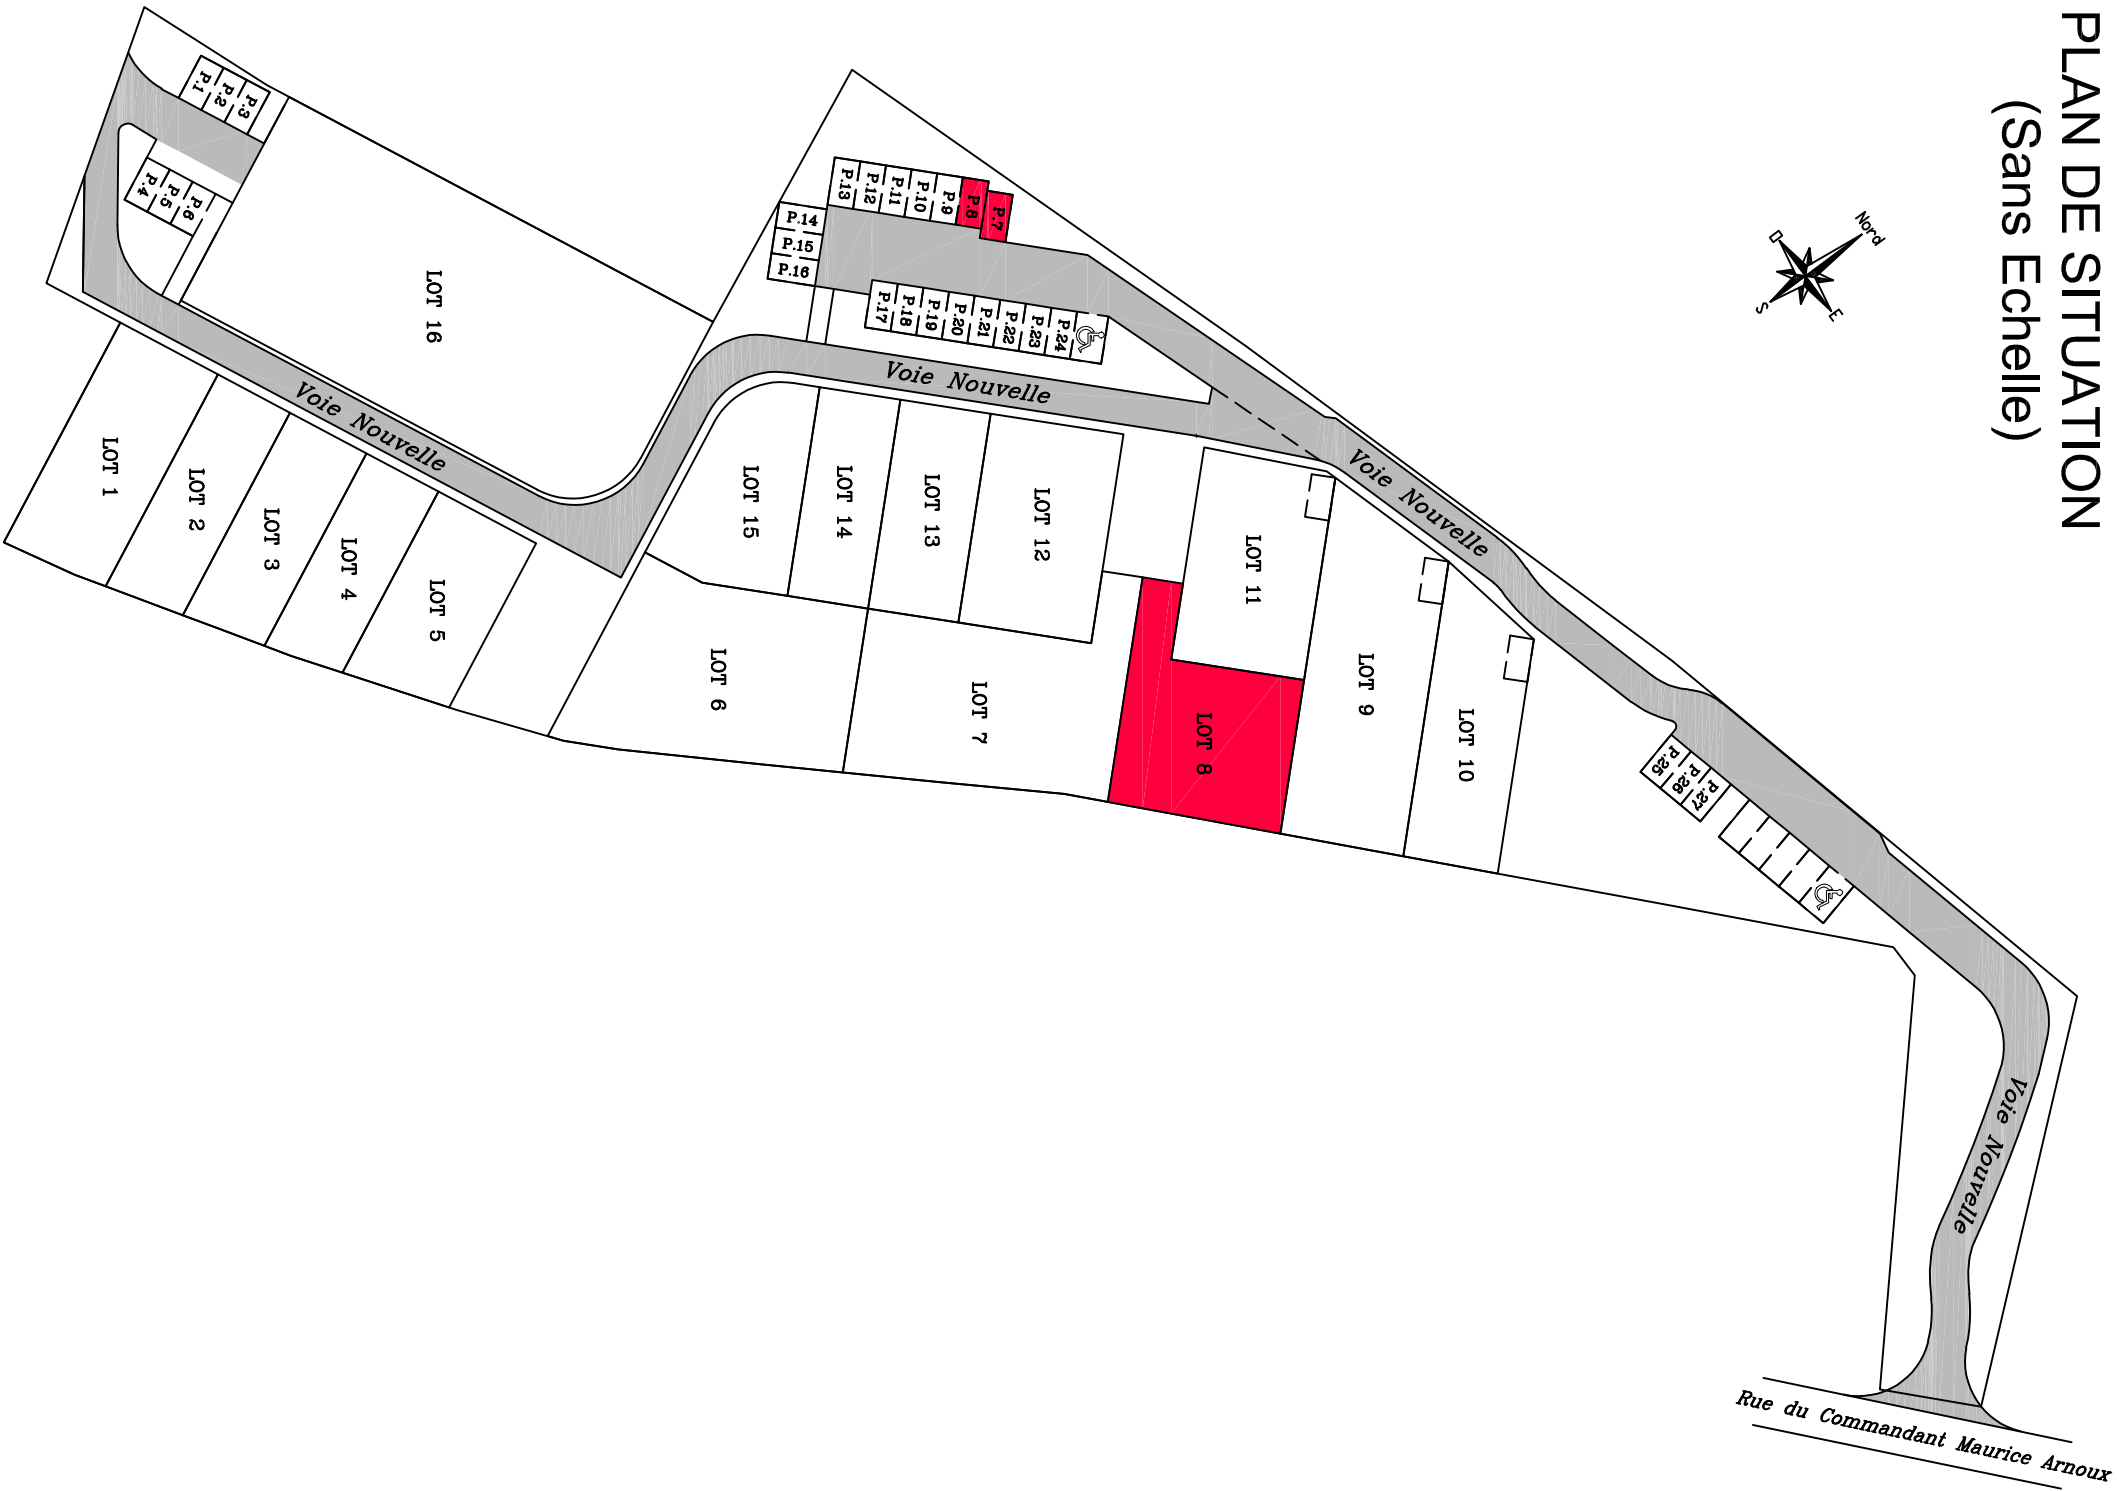 PLAN DE SITUATION
(Sans Echelle)
Nord
E
S
O
P.1
P.2
P.3
P.4
P.5
P.6
P.7
P.8
P.9
P.10
P.11
P.12
P.13
P.14
P.15
P.16
P.17
P.18
P.19
P.20
P.21
P.22
P.23
P.24
P.25
P.26
P.27
LOT 1
LOT 2
LOT 3
LOT 4
LOT 5
LOT 6
LOT 7
LOT 8
LOT 9
LOT 10
LOT 11
LOT 12
LOT 13
LOT 14
LOT 15
LOT 16
Voie Nouvelle
Voie Nouvelle
Voie Nouvelle
Voie Nouvelle
Rue du Commandant Maurice Arnoux